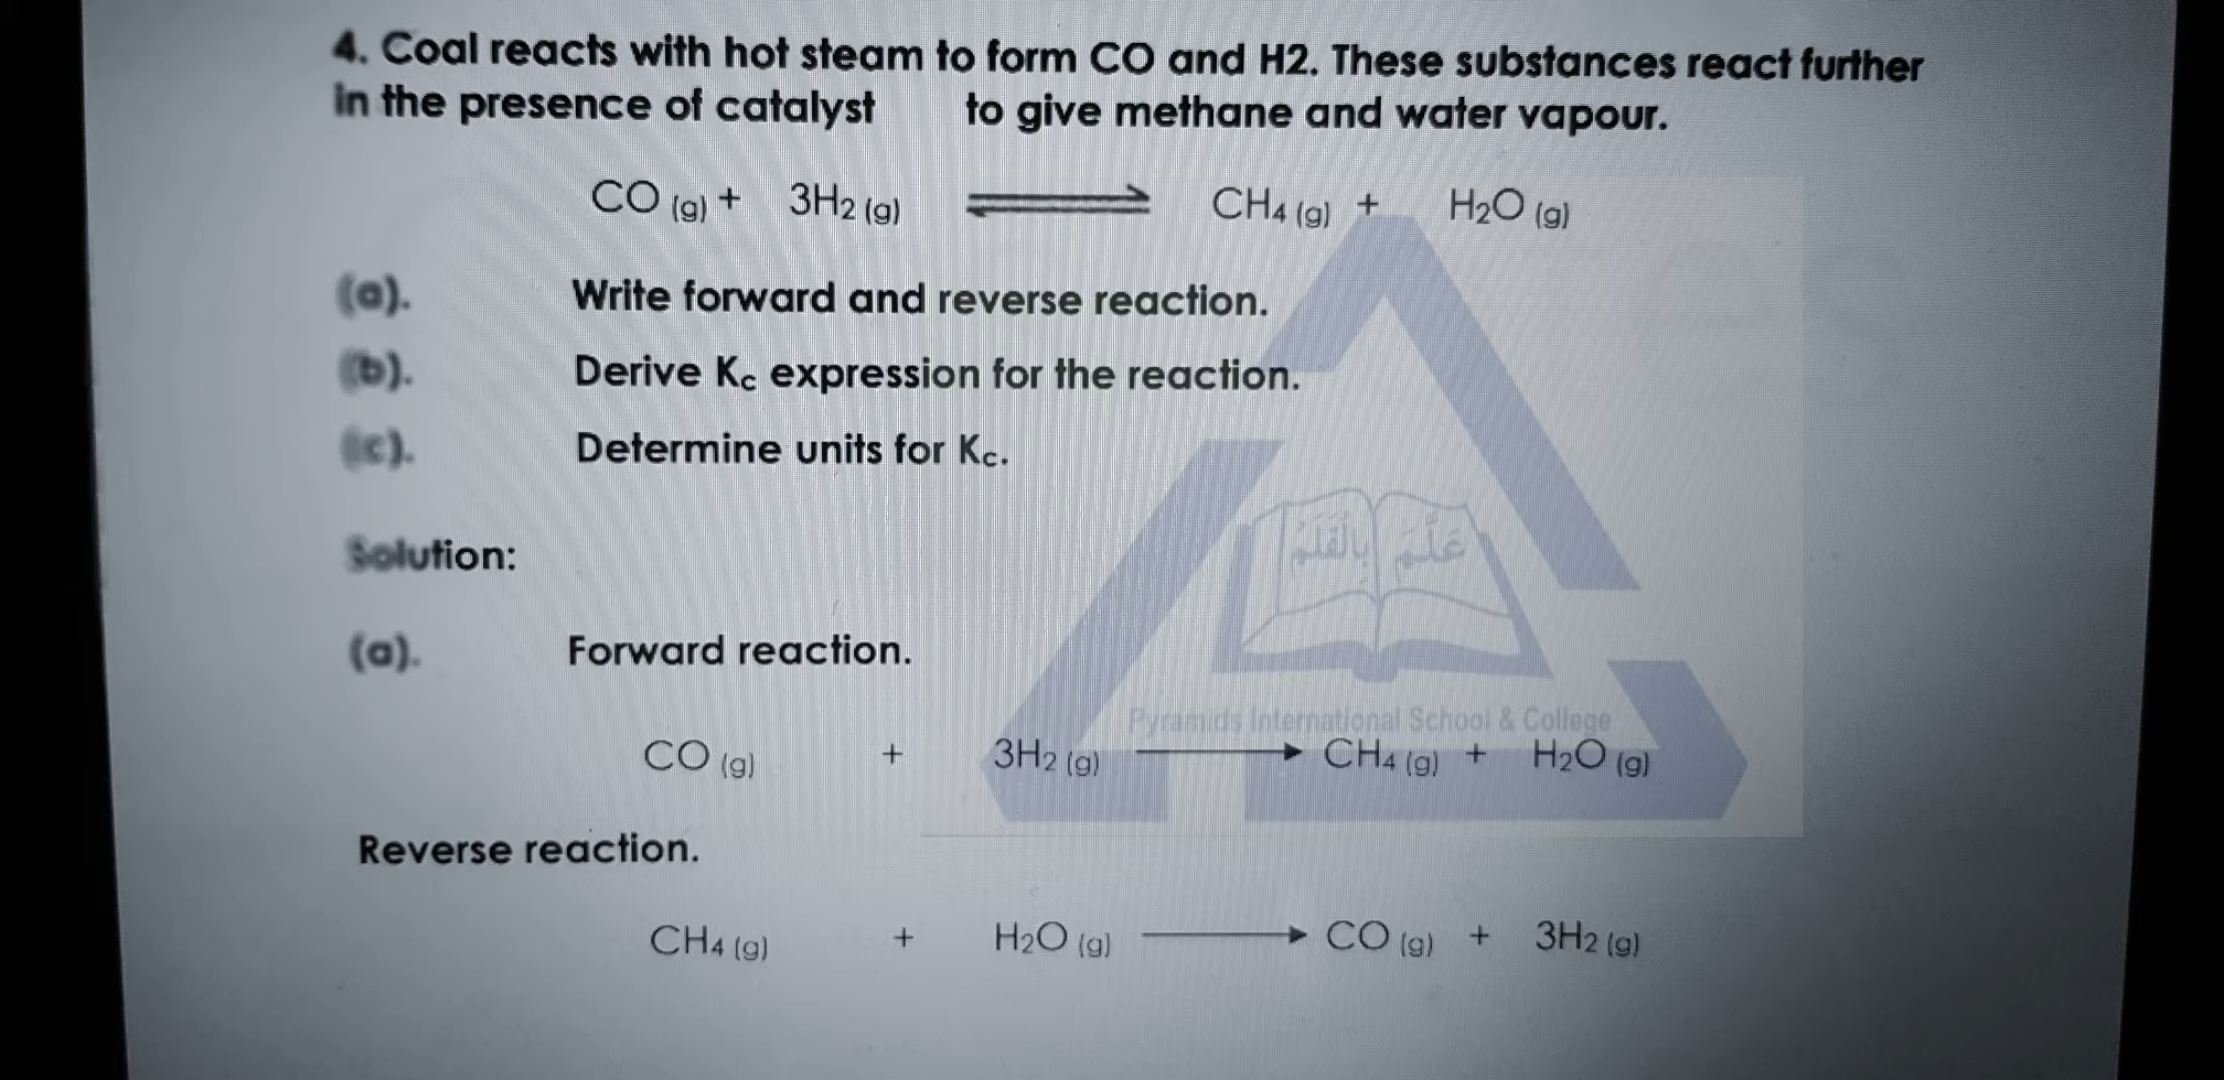 4. Coal reacts with hot steam to form CO and H2. These substances react further
in the presence of catalyst to give methane and water vapour.
CO (g) + 3H2 (g) ⇌ CH4 (g) + H2O (g)
(a). Write forward and reverse reaction.
(b). Derive Kc expression for the reaction.
(c). Determine units for Kc.
عَلَّمَ بِالْقَلَمِ
Solution:
(a). Forward reaction.
Pyramids International School & College
CO (g) + 3H2 (g) → CH4 (g) + H2O (g)
Reverse reaction.
CH4 (g) + H2O (g) → CO (g) + 3H2 (g)